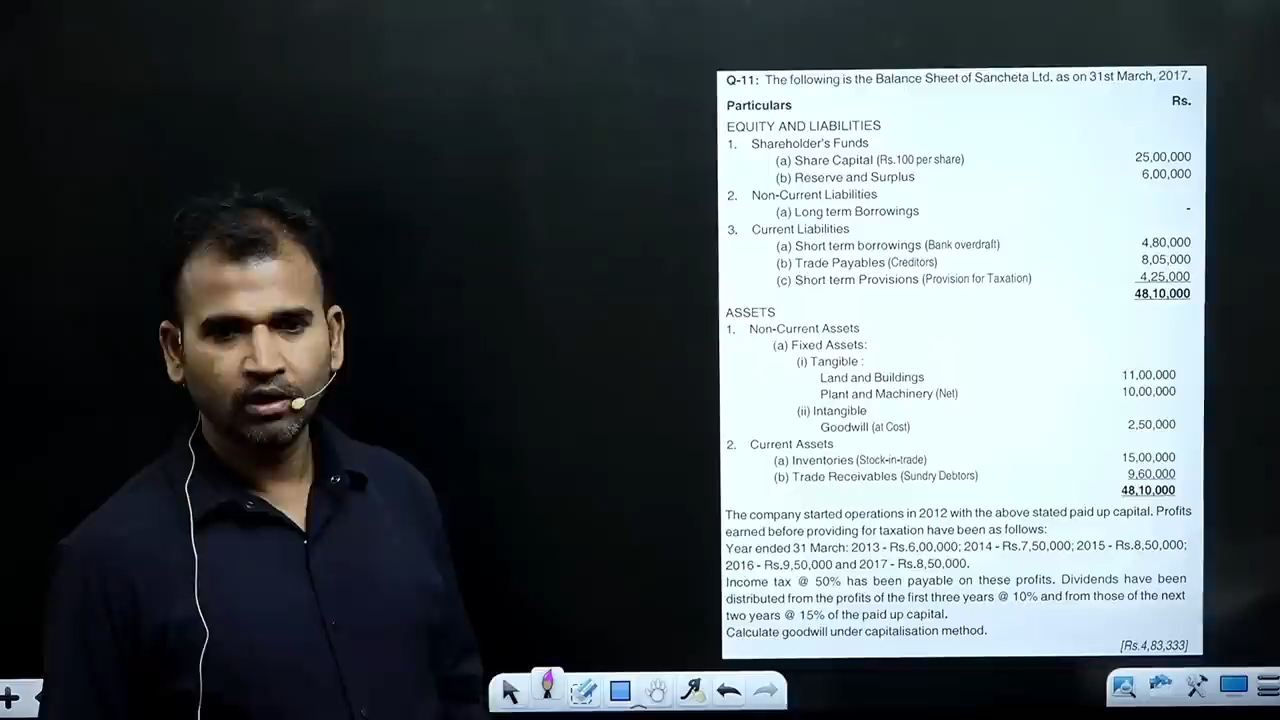 Q-11: The following is the Balance Sheet of Sancheta Ltd. as on 31st March, 2017.
Particulars Rs.
EQUITY AND LIABILITIES
1. Shareholder's Funds
(a) Share Capital (Rs.100 per share) 25,00,000
(b) Reserve and Surplus 6,00,000
2. Non-Current Liabilities
(a) Long term Borrowings -
3. Current Liabilities
(a) Short term borrowings (Bank overdraft) 4,80,000
(b) Trade Payables (Creditors) 8,05,000
(c) Short term Provisions (Provision for Taxation) 4,25,000
48,10,000
ASSETS
1. Non-Current Assets
(a) Fixed Assets:
(i) Tangible :
Land and Buildings 11,00,000
Plant and Machinery (Net) 10,00,000
(ii) Intangible
Goodwill (at Cost) 2,50,000
2. Current Assets
(a) Inventories (Stock-in-trade) 15,00,000
(b) Trade Receivables (Sundry Debtors) 9,60,000
48,10,000
The company started operations in 2012 with the above stated paid up capital. Profits
earned before providing for taxation have been as follows:
Year ended 31 March: 2013 - Rs.6,00,000; 2014 - Rs.7,50,000; 2015 - Rs.8,50,000;
2016 - Rs.9,50,000 and 2017 - Rs.8,50,000.
Income tax @ 50% has been payable on these profits. Dividends have been
distributed from the profits of the first three years @ 10% and from those of the next
two years @ 15% of the paid up capital.
Calculate goodwill under capitalisation method.
[Rs.4,83,333]